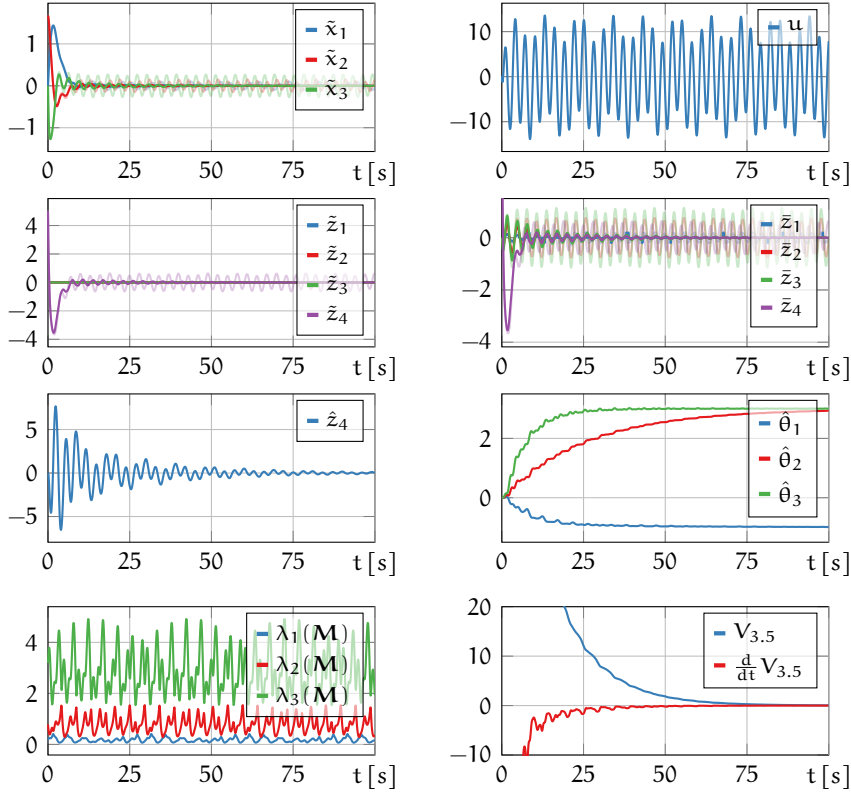 1
0
−1
x̃₁
x̃₂
x̃₃
0 25 50 75 t [s]
10
0
−10
u
0 25 50 75 t [s]
4
2
0
−2
−4
z̃₁
z̃₂
z̃₃
z̃₄
0 25 50 75 t [s]
0
−2
−4
z̄₁
z̄₂
z̄₃
z̄₄
0 25 50 75 t [s]
5
0
−5
ẑ₄
0 25 50 75 t [s]
2
0
θ̂₁
θ̂₂
θ̂₃
0 25 50 75 t [s]
4
2
0
λ₁(M)
λ₂(M)
λ₃(M)
0 25 50 75 t [s]
20
10
0
−10
V₃.₅
d/dt V₃.₅
0 25 50 75 t [s]